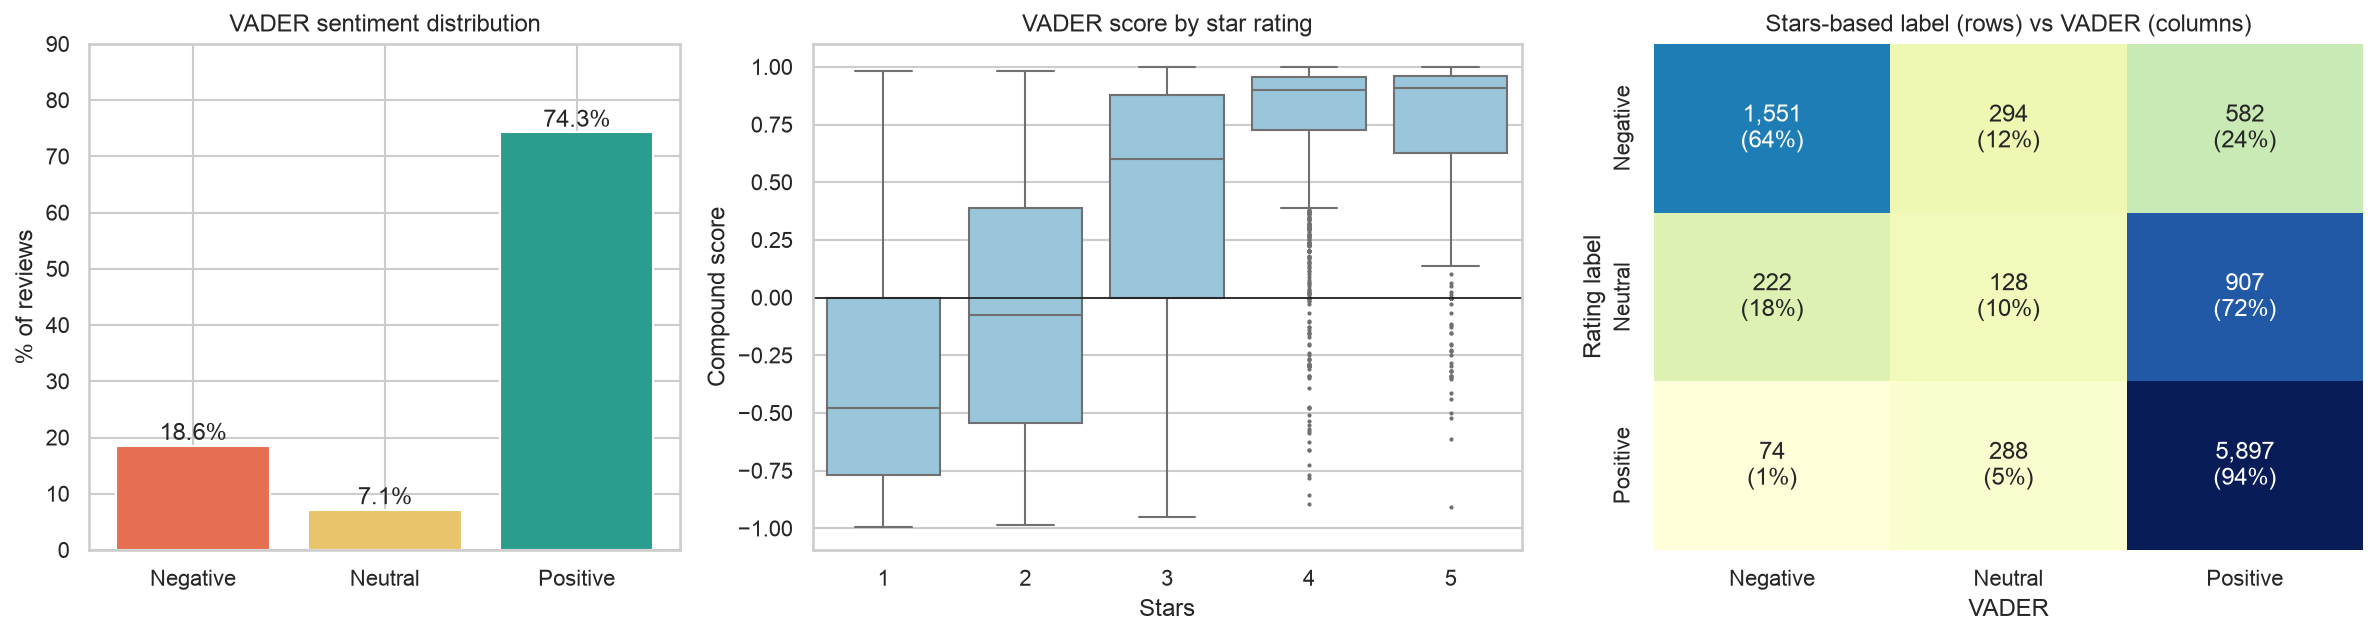 VADER sentiment distribution
% of reviews
90
80
70
60
50
40
30
20
10
0
18.6%
7.1%
74.3%
Negative
Neutral
Positive
VADER score by star rating
Compound score
1.00
0.75
0.50
0.25
0.00
−0.25
−0.50
−0.75
−1.00
1
2
3
4
5
Stars
Stars-based label (rows) vs VADER (columns)
Rating label
Negative
Neutral
Positive
1,551
(64%)
294
(12%)
582
(24%)
222
(18%)
128
(10%)
907
(72%)
74
(1%)
288
(5%)
5,897
(94%)
Negative
Neutral
Positive
VADER